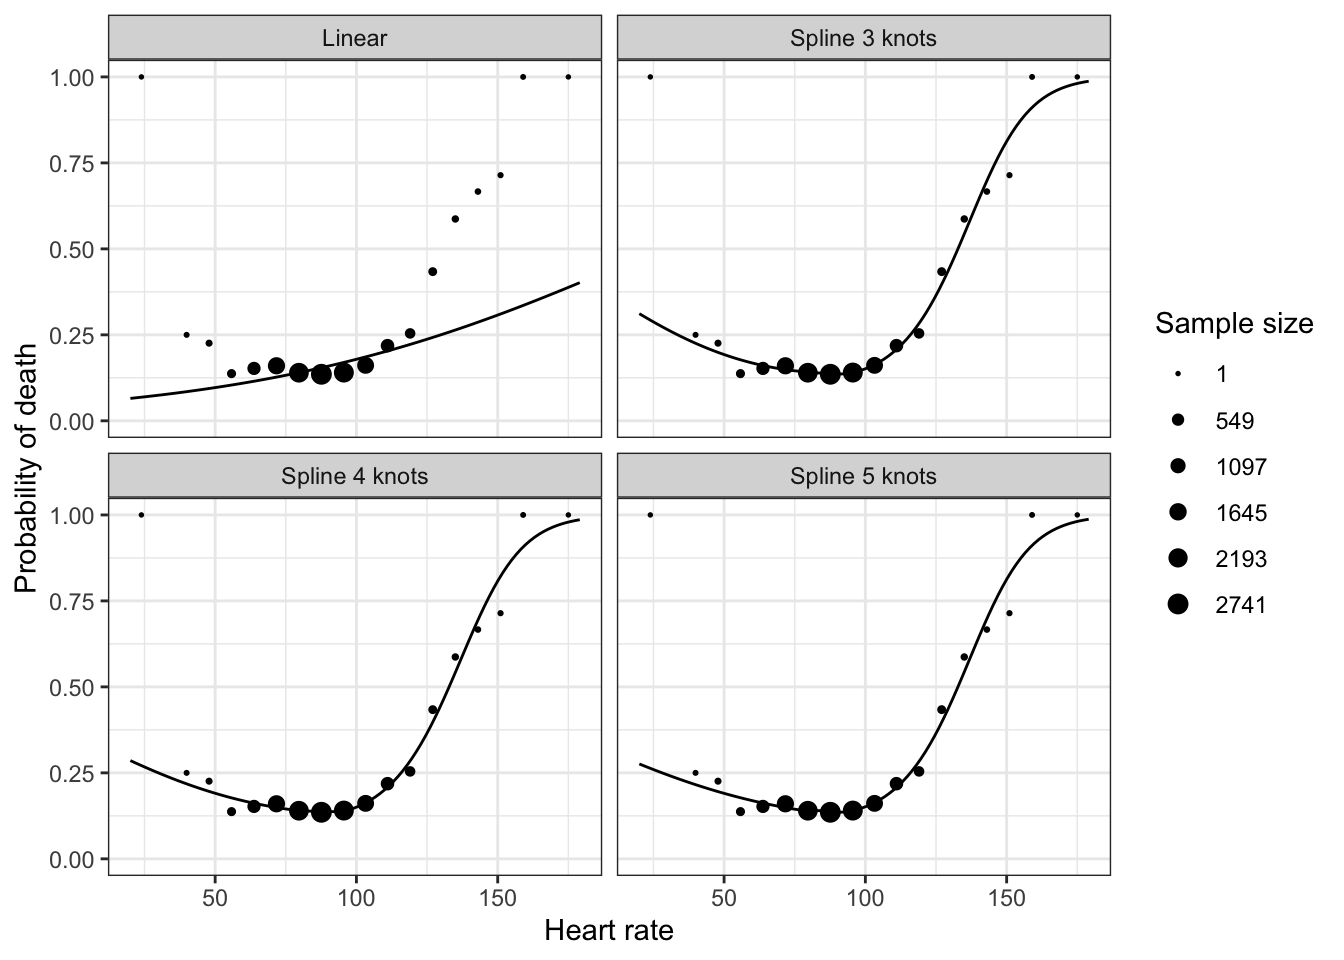 Linear
Spline 3 knots
1.00
0.75
0.50
0.25
0.00
Spline 4 knots
Spline 5 knots
1.00
0.75
0.50
0.25
0.00
50 100 150
50 100 150
Heart rate
Probability of death
Sample size
1
549
1097
1645
2193
2741